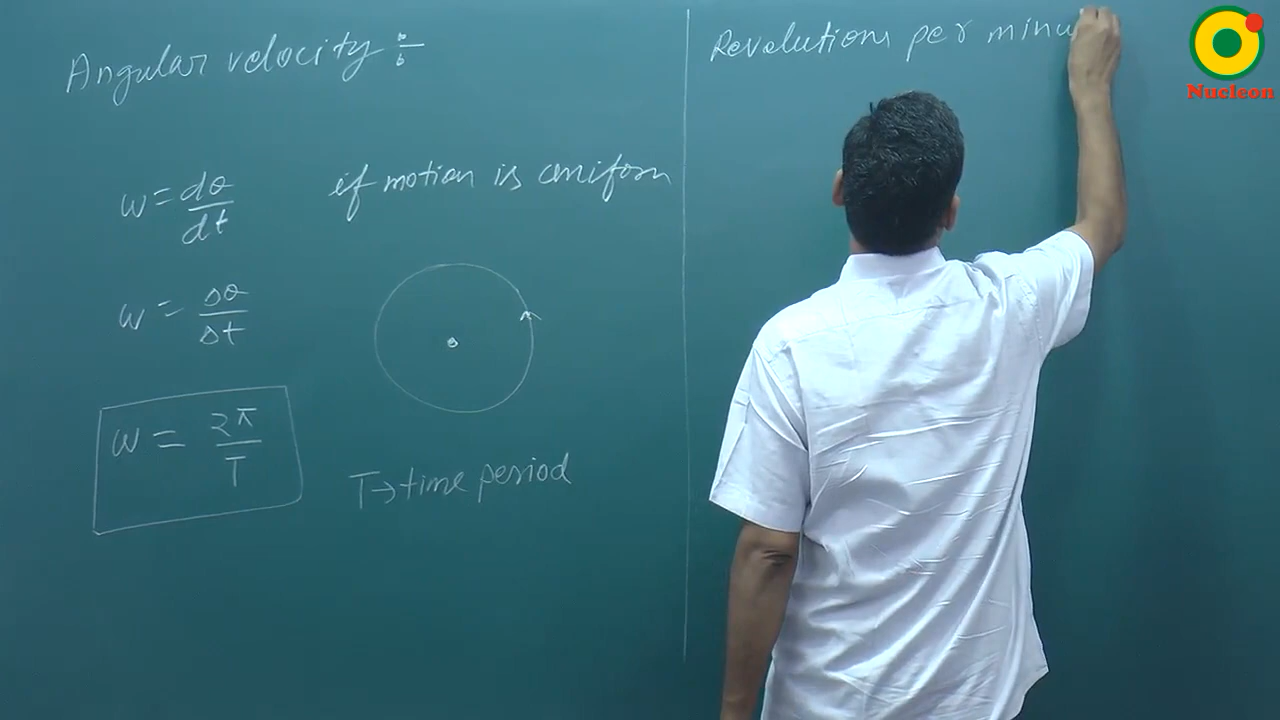 Angular velocity :-
ω = dθ/dt
if motion is uniform
ω = Δθ/Δt
ω = 2π/T
T → time period
Revolutions per minu
Nucleon